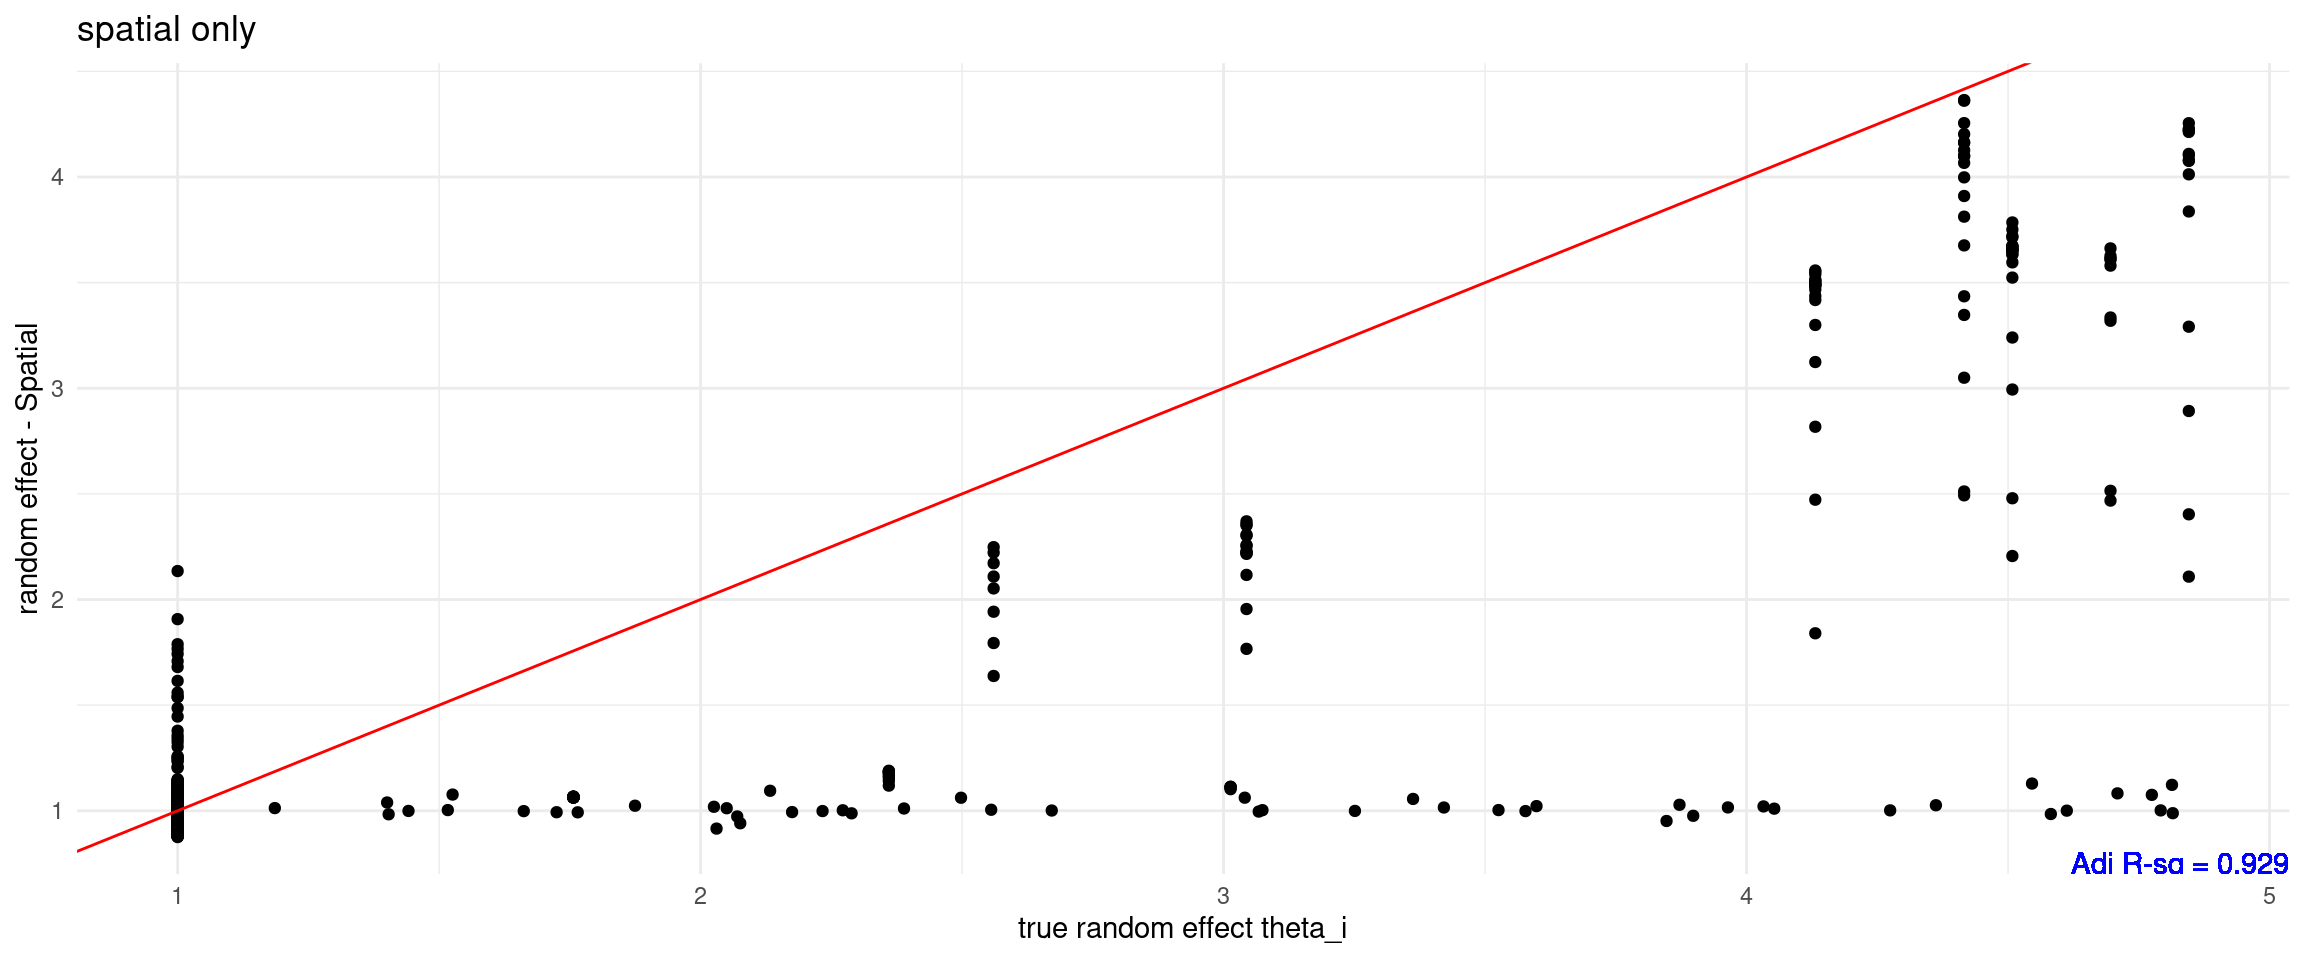 spatial only
random effect - Spatial
4
3
2
1
Adj R-sq = 0.929
1 2 3 4 5
true random effect theta_i